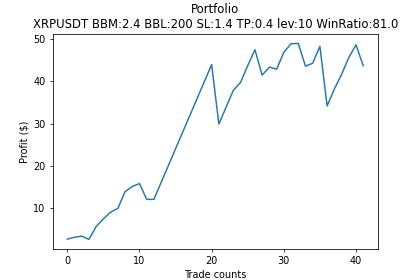 Portfolio
XRPUSDT BBM:2.4 BBL:200 SL:1.4 TP:0.4 lev:10 WinRatio:81.0
50
40
30
20
10
Profit ($)
0
10
20
30
40
Trade counts